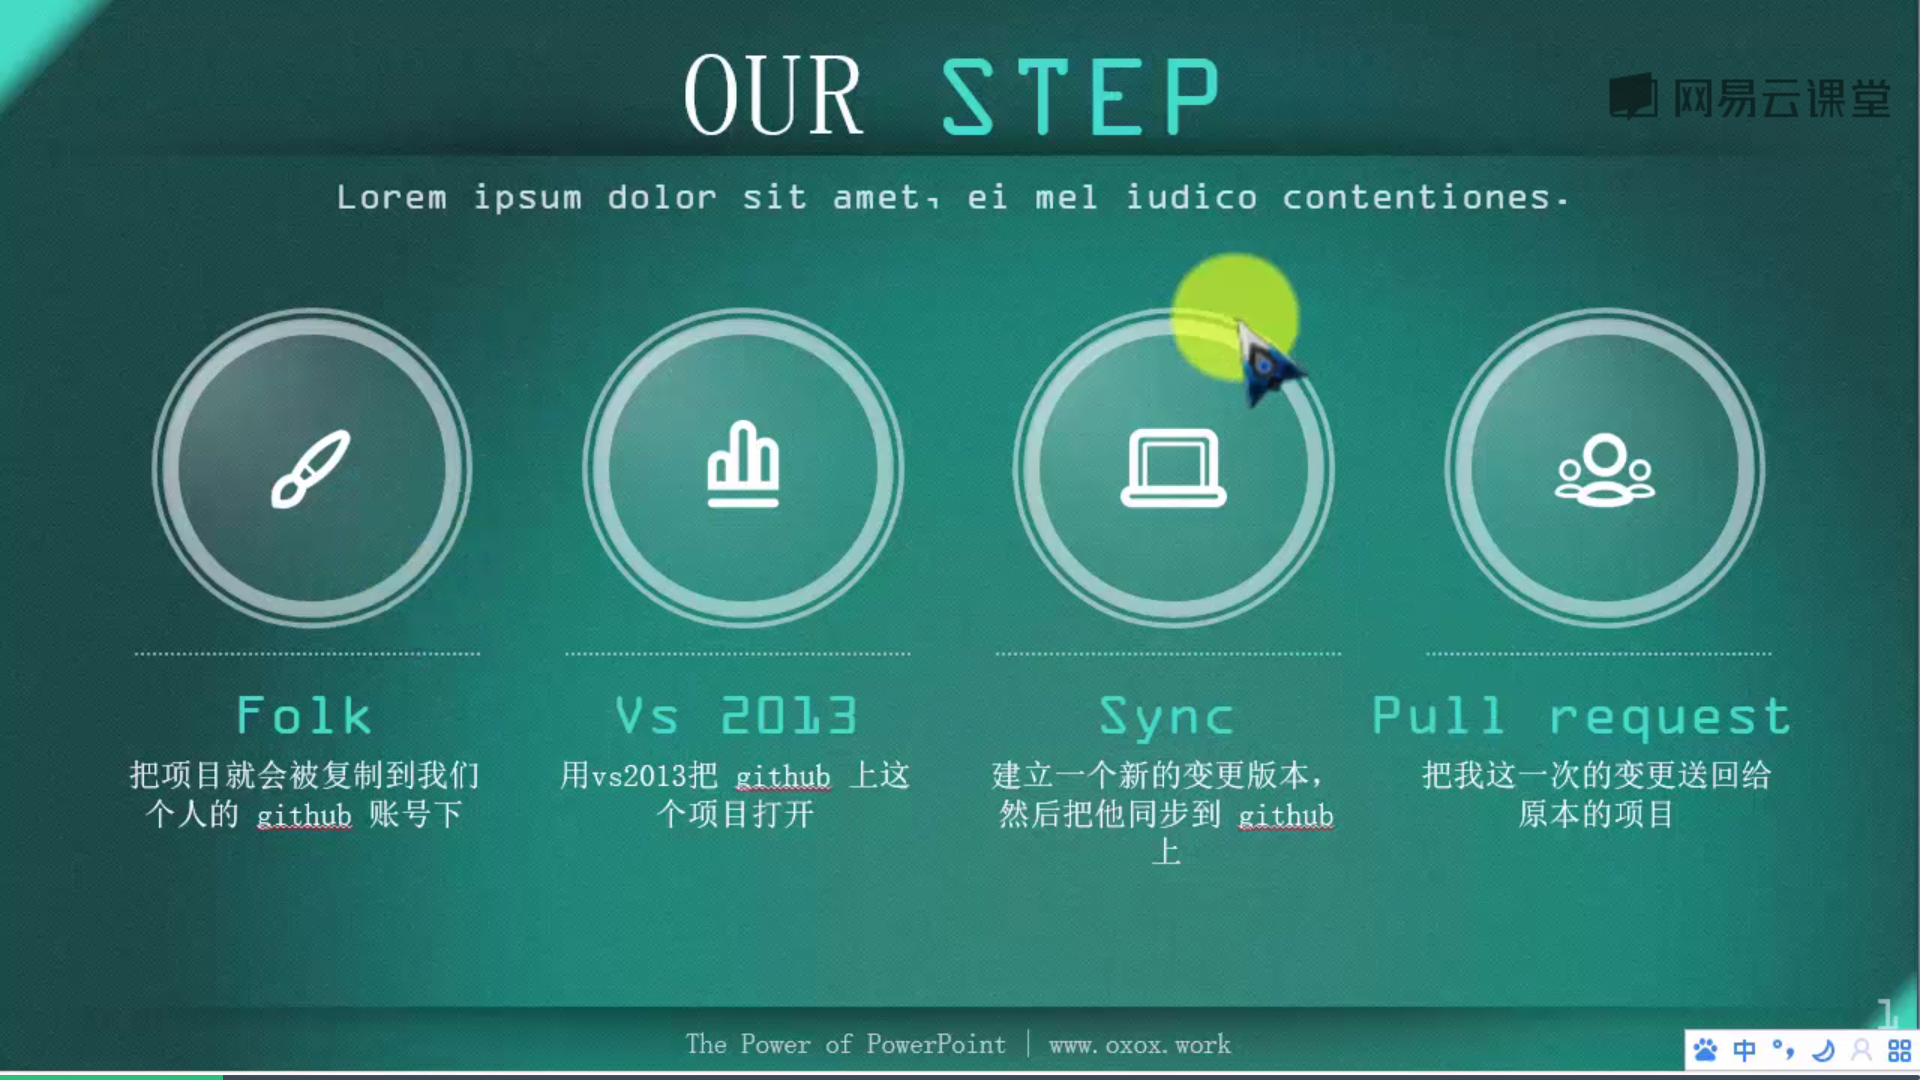 OUR STEP
网易云课堂
Lorem ipsum dolor sit amet, ei mel iudico contentiones.
Folk
把项目就会被复制到我们
个人的 github 账号下
Vs 2013
用vs2013把 github 上这
个项目打开
Sync
建立一个新的变更版本，
然后把他同步到 github
上
Pull request
把我这一次的变更送回给
原本的项目
The Power of PowerPoint | www.oxox.work
1
中